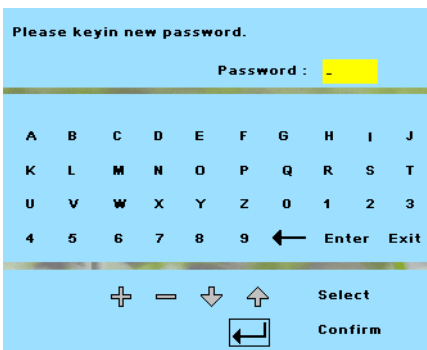 Please keyin new password.
Password : -
A B C D E F G H I J
K L M N O P Q R S T
U V W X Y Z 0 1 2 3
4 5 6 7 8 9 ← Enter Exit
Select
Confirm